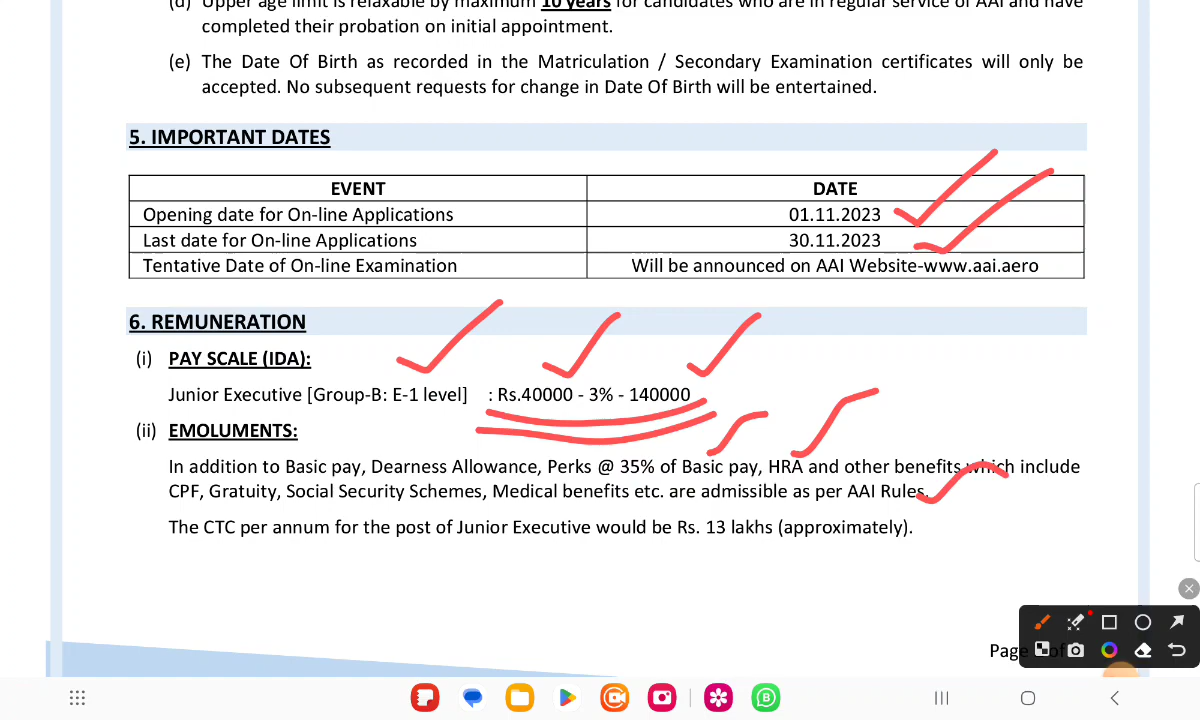 (d) Upper age limit is relaxable by maximum 10 years for candidates who are in regular service of AAI and have
completed their probation on initial appointment.
(e) The Date Of Birth as recorded in the Matriculation / Secondary Examination certificates will only be
accepted. No subsequent requests for change in Date Of Birth will be entertained.
5. IMPORTANT DATES
EVENT DATE
Opening date for On-line Applications 01.11.2023
Last date for On-line Applications 30.11.2023
Tentative Date of On-line Examination Will be announced on AAI Website-www.aai.aero
6. REMUNERATION
(i) PAY SCALE (IDA):
Junior Executive [Group-B: E-1 level] : Rs.40000 - 3% - 140000
(ii) EMOLUMENTS:
In addition to Basic pay, Dearness Allowance, Perks @ 35% of Basic pay, HRA and other benefits which include
CPF, Gratuity, Social Security Schemes, Medical benefits etc. are admissible as per AAI Rules.
The CTC per annum for the post of Junior Executive would be Rs. 13 lakhs (approximately).
Page